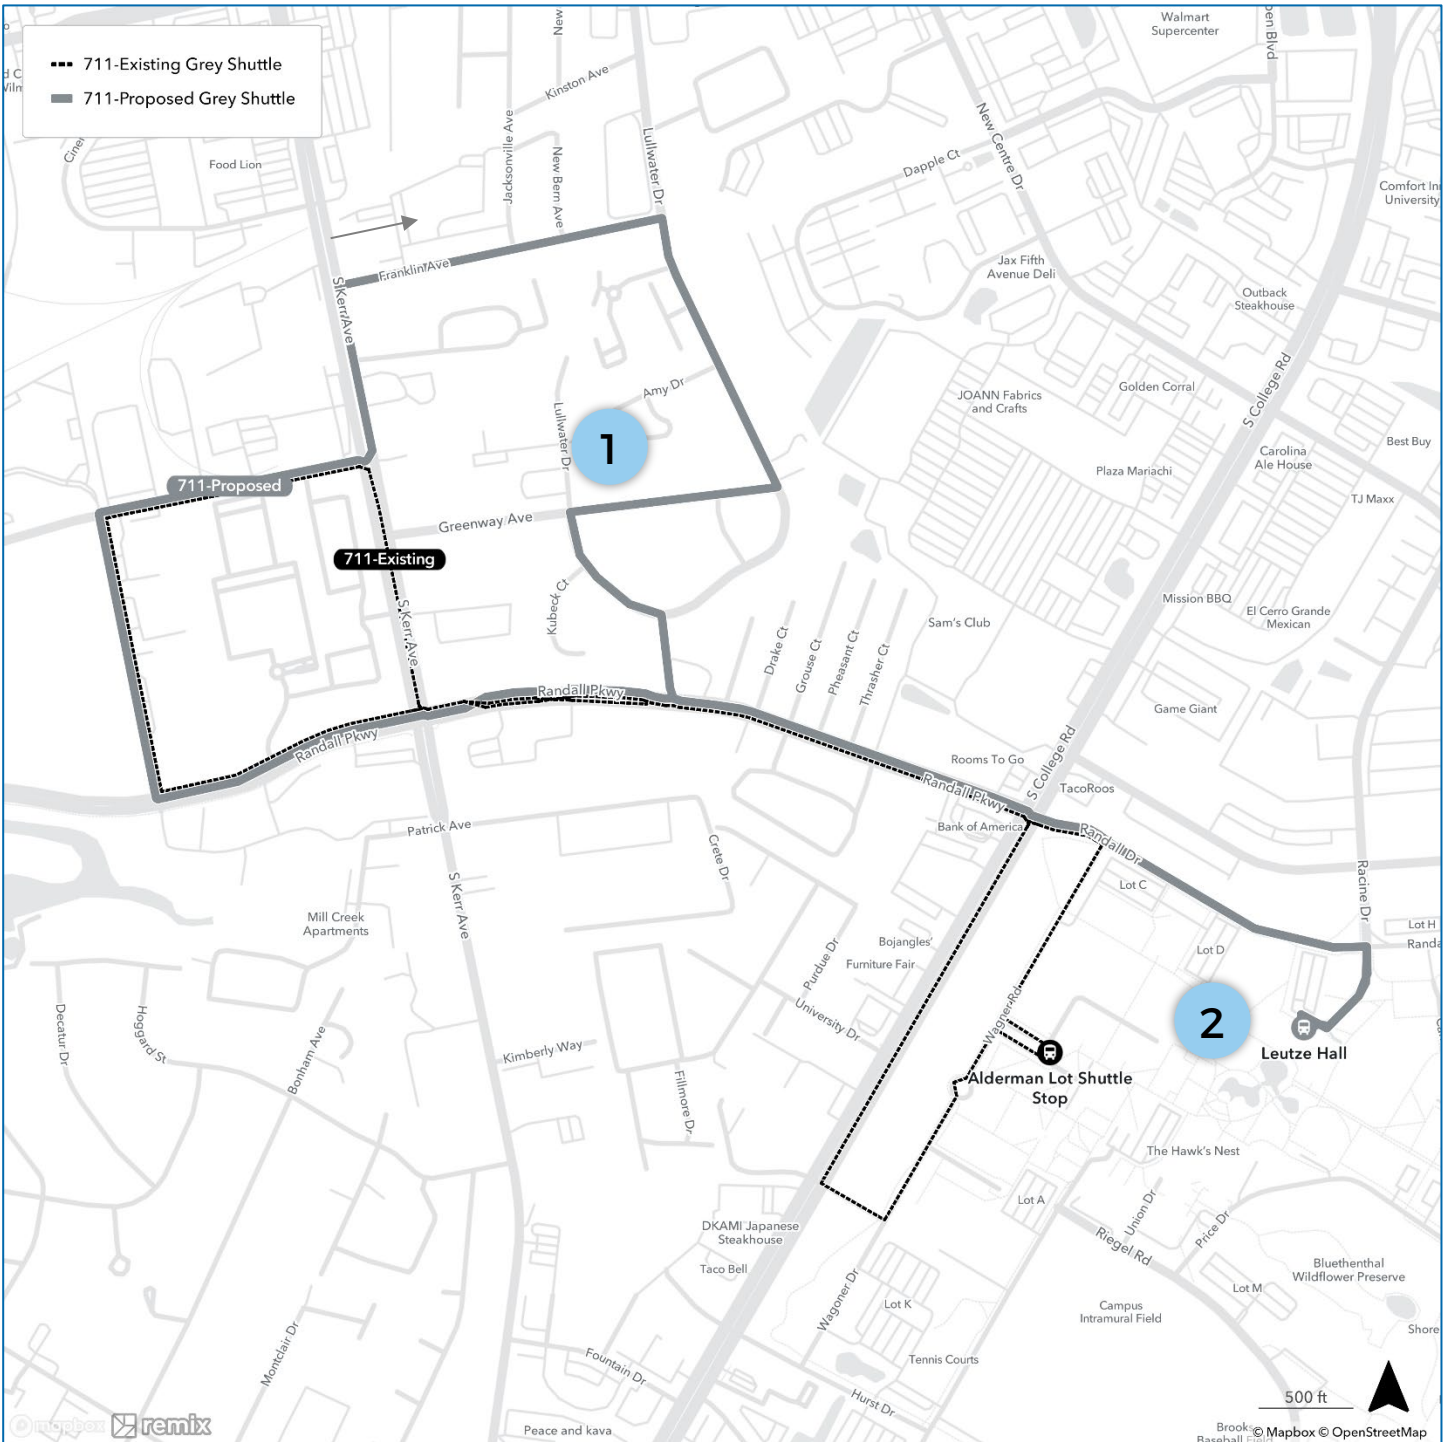 711-Existing Grey Shuttle
711-Proposed Grey Shuttle
New
Walmart
Supercenter
Kinston Ave
Lullwater Dr
Jacksonville Ave
New Bern Ave
New Centre Dr
Dapple Ct
Food Lion
Comfort Inn
University
Franklin Ave
S Kerr Ave
Jax Fifth
Avenue Deli
Outback
Steakhouse
S College Rd
Amy Dr
Lullwater Dr
1
JOANN Fabrics
and Crafts
Golden Corral
Carolina
Ale House
Best Buy
Plaza Mariachi
TJ Maxx
711-Proposed
Greenway Ave
711-Existing
S Kerr Ave
Kubeck Ct
Drake Ct
Grouse Ct
Pheasant Ct
Thrasher Ct
Sam's Club
Mission BBQ
El Cerro Grande
Mexican
Randall Pkwy
Randall Pkwy
Game Giant
Rooms To Go
S College Rd
TacoRoos
Randall Pkwy
Bank of America
Randall Dr
Patrick Ave
Crete Dr
Lot C
Racine Dr
S Kerr Ave
Mill Creek
Apartments
Bojangles'
Furniture Fair
Purdue Dr
University Dr
Lot D
Lot H
Wagner Rd
2
Leutze Hall
Alderman Lot Shuttle
Stop
Decatur Dr
Hoggard St
Bonham Ave
Kimberly Way
Fillmore Dr
The Hawk's Nest
Lot A
Union Dr
Price Dr
Riegel Rd
DKAMI Japanese
Steakhouse
Taco Bell
Bluethenthal
Wildflower Preserve
Lot M
Wagoner Dr
Lot K
Campus
Intramural Field
Shore
Montclair Dr
Fountain Dr
Tennis Courts
Hurst Dr
500 ft
Peace and kava
Brooks
Baseball Field
mapbox remix
© Mapbox © OpenStreetMap